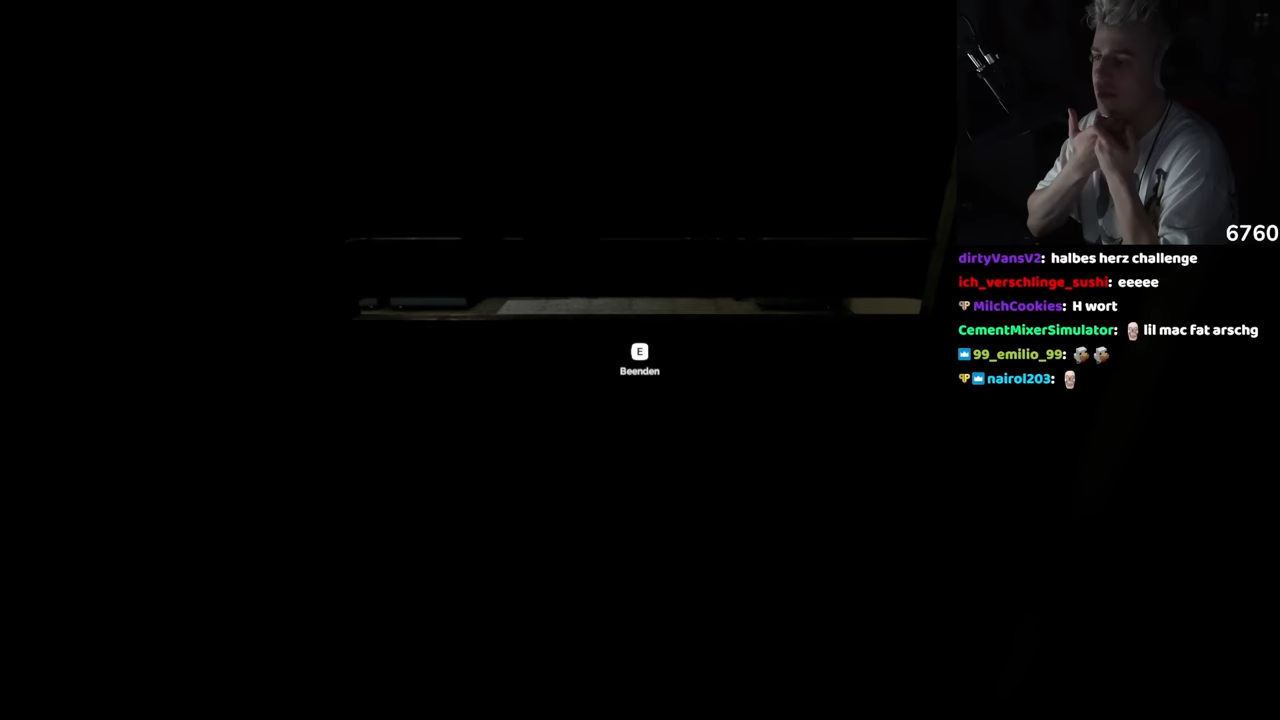 6760
dirtyVansV2: halbes herz challenge
ich_verschlinge_sushi: eeeee
MilchCookies: H wort
CementMixerSimulator: lil mac fat arschg
99_emilio_99:
nairol203:
E
Beenden